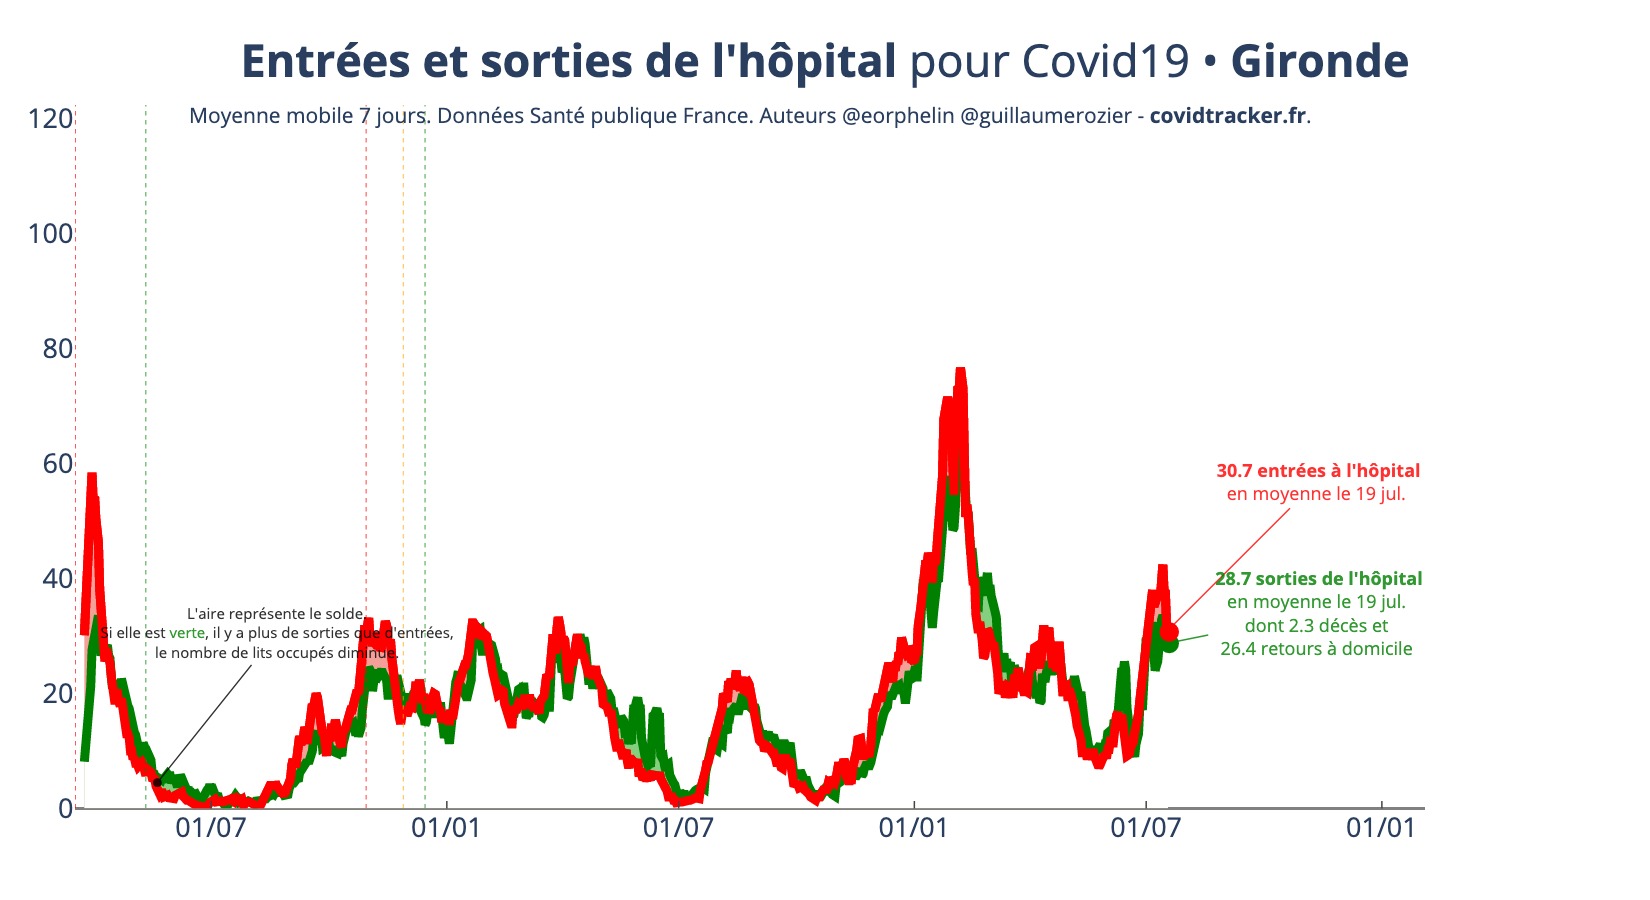 Entrées et sorties de l'hôpital pour Covid19 • Gironde
Moyenne mobile 7 jours. Données Santé publique France. Auteurs @eorphelin @guillaumerozier - covidtracker.fr.
120
100
80
60
40
20
0
30.7 entrées à l'hôpital
en moyenne le 19 jul.
28.7 sorties de l'hôpital
en moyenne le 19 jul.
dont 2.3 décès et
26.4 retours à domicile
L'aire représente le solde.
Si elle est verte, il y a plus de sorties que d'entrées,
le nombre de lits occupés diminue.
01/07
01/01
01/07
01/01
01/07
01/01